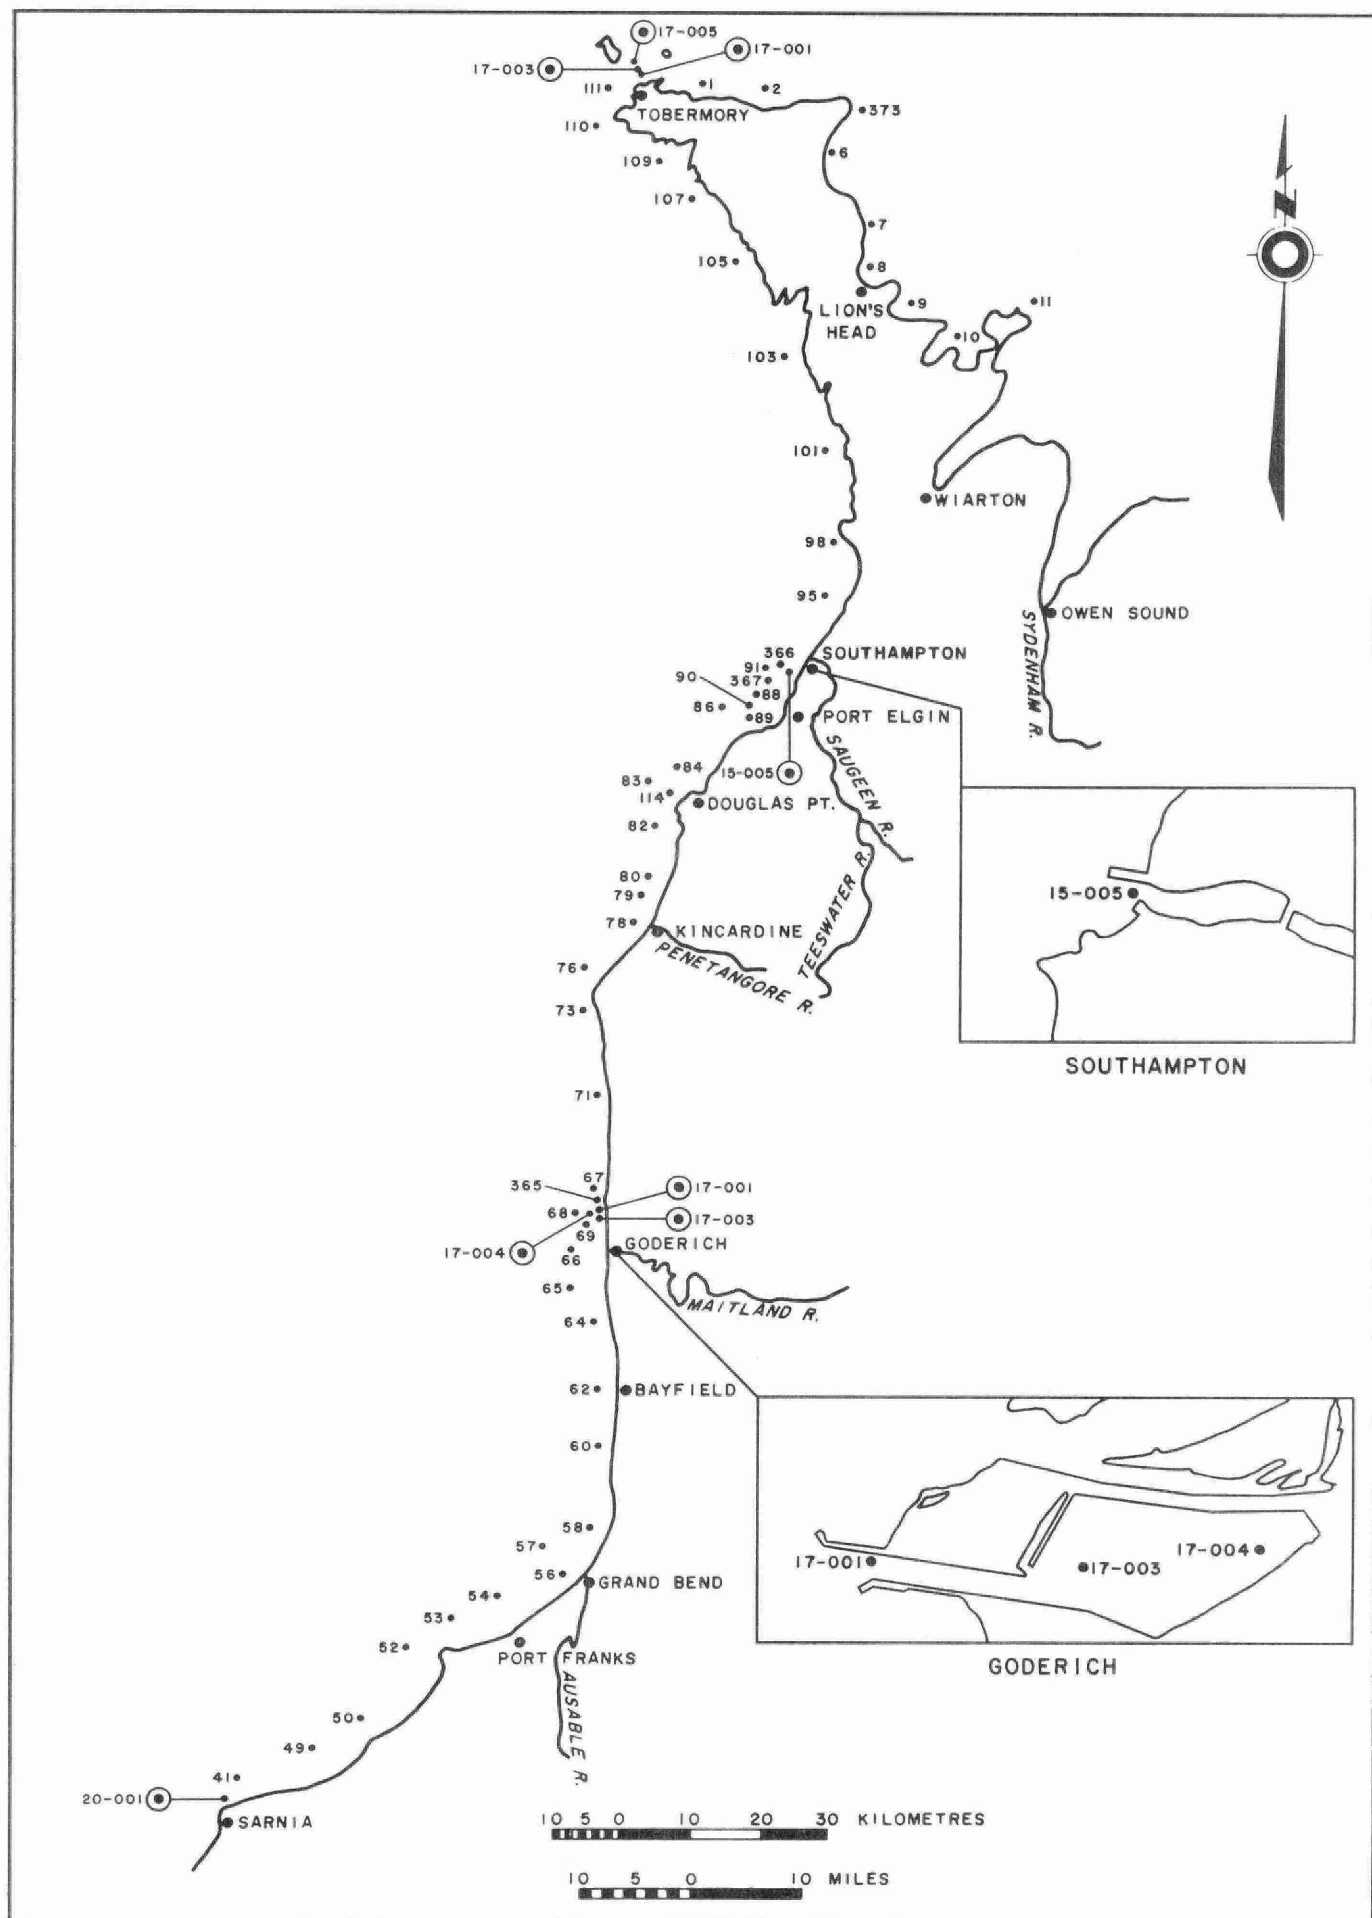 17-005
17-001
17-003
111
1
2
TOBERMORY
373
110
6
109
107
7
105
8
N
LION'S
HEAD
9
11
10
103
101
WIARTON
98
95
OWEN SOUND
SYDENHAM R.
SOUTHAMPTON
366
91
367
90
88
86
89
PORT ELGIN
SAUGEEN R.
15-005
84
83
114
DOUGLAS PT.
82
TEESWATER R.
80
79
78
KINCARDINE
PENETANGORE R.
76
73
15-005
SOUTHAMPTON
71
67
365
17-001
68
17-003
69
17-004
66
GODERICH
65
MAITLAND R.
64
62
BAYFIELD
60
58
57
56
GRAND BEND
54
53
52
PORT FRANKS
AUSABLE R.
17-001
17-003
17-004
GODERICH
50
49
41
20-001
SARNIA
10 5 0 10 20 30 KILOMETRES
10 5 0 10 MILES